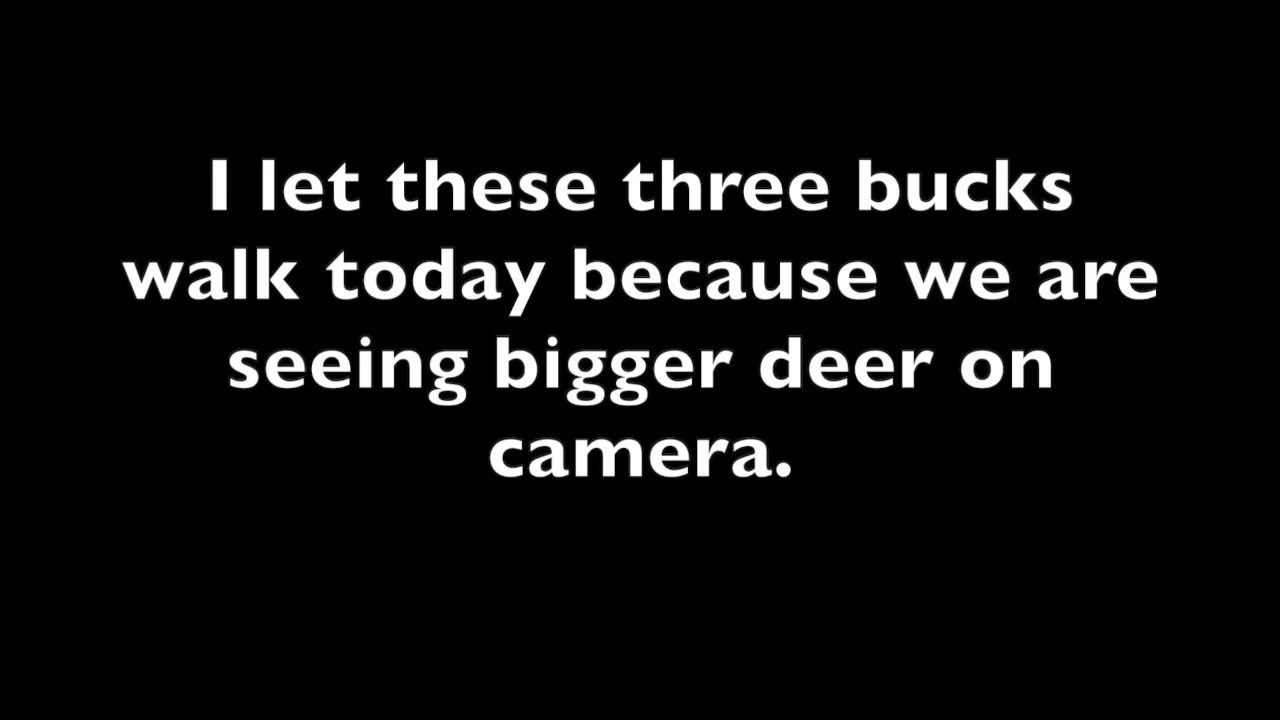 I let these three bucks
walk today because we are
seeing bigger deer on
camera.